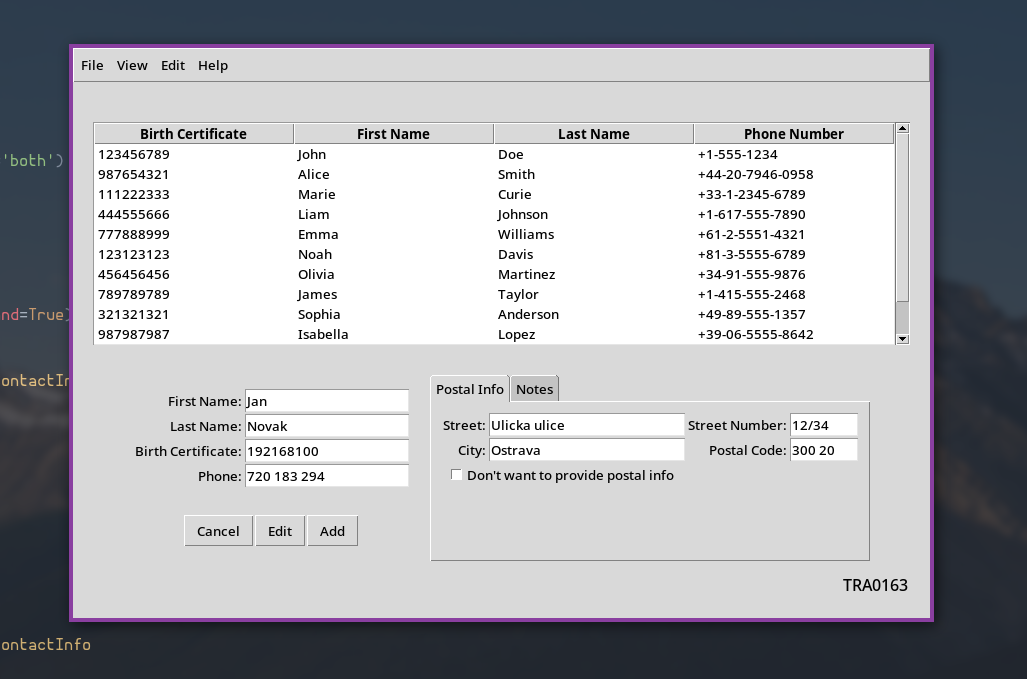 File View Edit Help
'both')
Birth Certificate First Name Last Name Phone Number
123456789 John Doe +1-555-1234
987654321 Alice Smith +44-20-7946-0958
111222333 Marie Curie +33-1-2345-6789
444555666 Liam Johnson +1-617-555-7890
777888999 Emma Williams +61-2-5551-4321
123123123 Noah Davis +81-3-5555-6789
456456456 Olivia Martinez +34-91-555-9876
789789789 James Taylor +1-415-555-2468
321321321 Sophia Anderson +49-89-555-1357
nd=True)
987987987 Isabella Lopez +39-06-5555-8642
ontactIn
Postal Info Notes
First Name: Jan
Last Name: Novak
Birth Certificate: 192168100
Phone: 720 183 294
Street: Ulicka ulice Street Number: 12/34
City: Ostrava Postal Code: 300 20
Don't want to provide postal info
Cancel Edit Add
TRA0163
ontactInfo